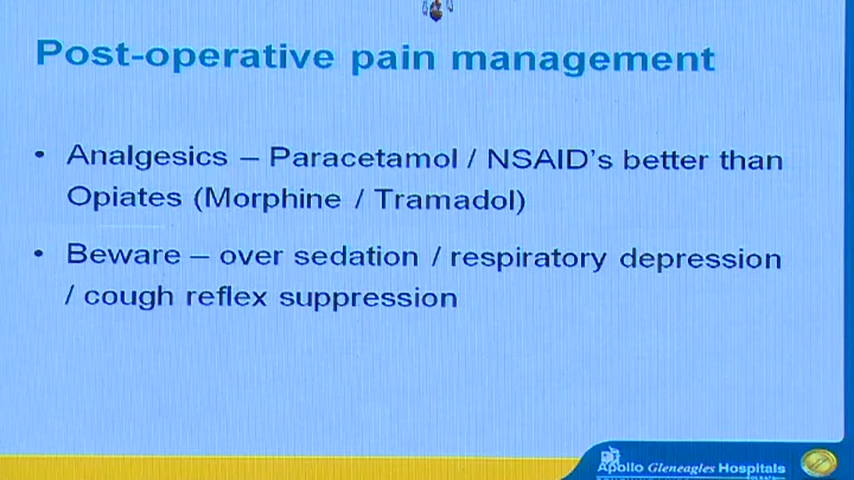 Post-operative pain management
• Analgesics – Paracetamol / NSAID's better than
Opiates (Morphine / Tramadol)
• Beware – over sedation / respiratory depression
/ cough reflex suppression
Apollo Gleneagles Hospitals